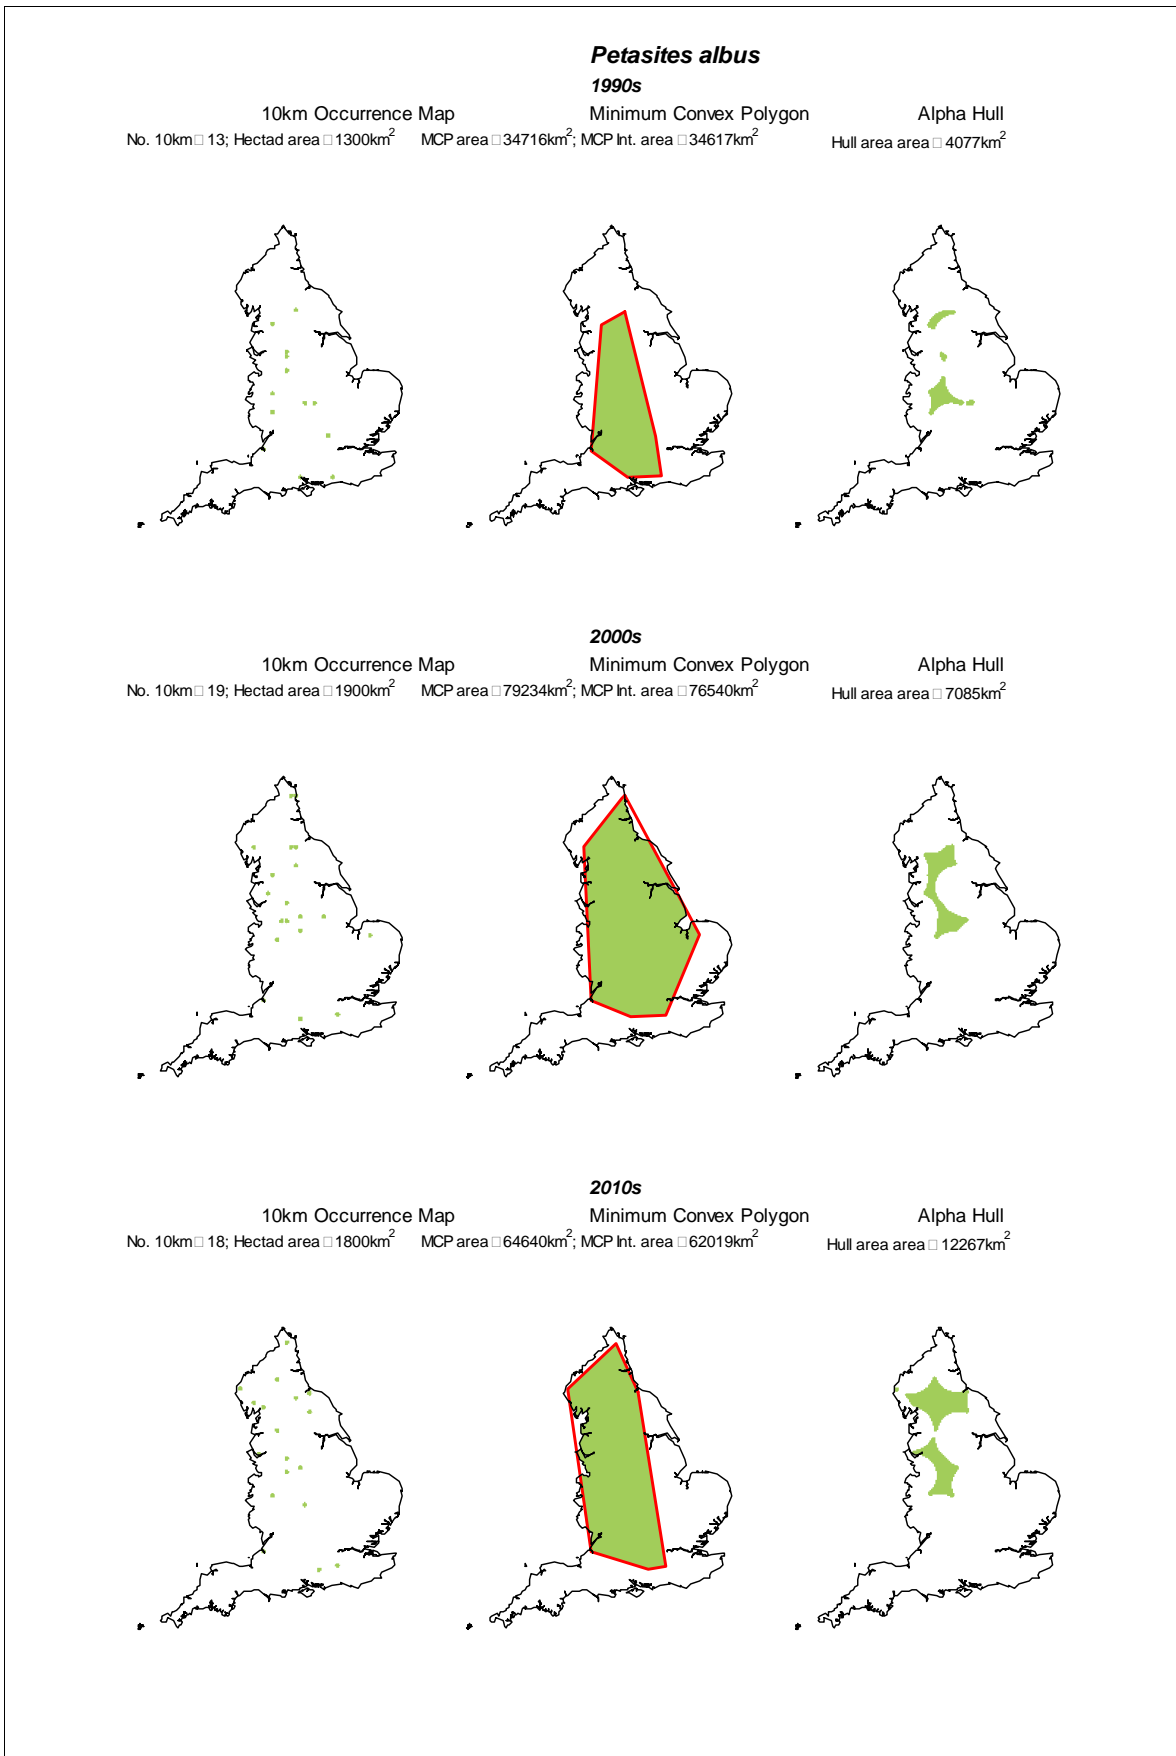 Petasites albus
1990s
10km Occurrence Map Minimum Convex Polygon Alpha Hull
No. 10km□13; Hectad area□1300km² MCP area□34716km²; MCP Int. area□34617km² Hull area area□4077km²
2000s
10km Occurrence Map Minimum Convex Polygon Alpha Hull
No. 10km□19; Hectad area□1900km² MCP area□79234km²; MCP Int. area□76540km² Hull area area□7085km²
2010s
10km Occurrence Map Minimum Convex Polygon Alpha Hull
No. 10km□18; Hectad area□1800km² MCP area□64640km²; MCP Int. area□62019km² Hull area area□12267km²